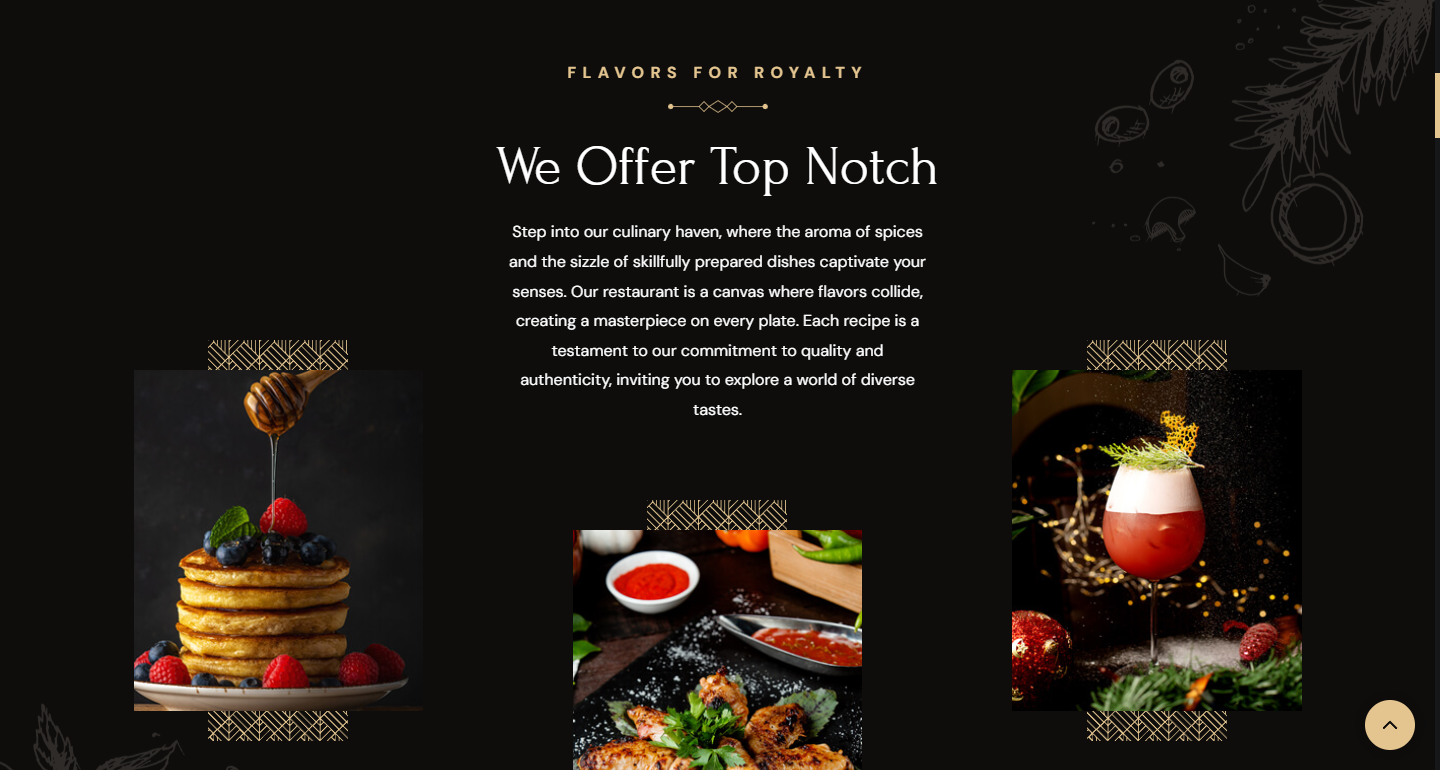 FLAVORS FOR ROYALTY
We Offer Top Notch
Step into our culinary haven, where the aroma of spices
and the sizzle of skillfully prepared dishes captivate your
senses. Our restaurant is a canvas where flavors collide,
creating a masterpiece on every plate. Each recipe is a
testament to our commitment to quality and
authenticity, inviting you to explore a world of diverse
tastes.